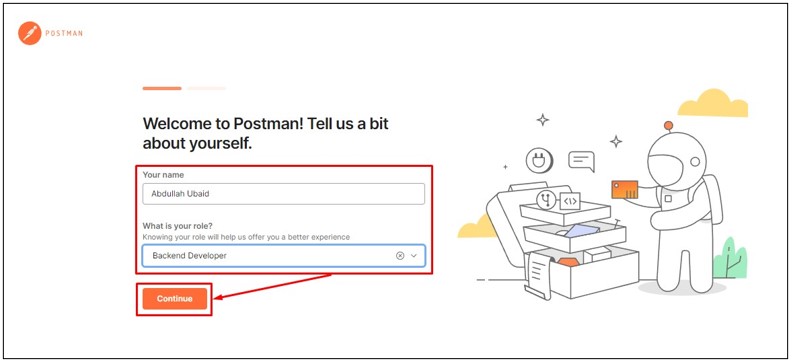 POSTMAN
Welcome to Postman! Tell us a bit
about yourself.
Your name
Abdullah Ubaid
What is your role?
Knowing your role will help us offer you a better experience
Backend Developer
Continue